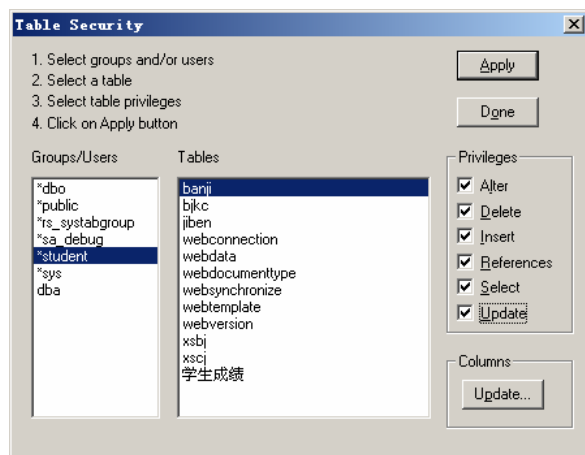 Table Security
1. Select groups and/or users
2. Select a table
3. Select table privileges
4. Click on Apply button
Apply
Done
Groups/Users
*dbo
*public
*rs_systabgroup
*sa_debug
*student
*sys
dba
Tables
banji
bjkc
jiben
webconnection
webdata
webdocumenttype
websynchronize
webtemplate
webversion
xsbj
xscj
学生成绩
Privileges
Alter
Delete
Insert
References
Select
Update
Columns
Update...